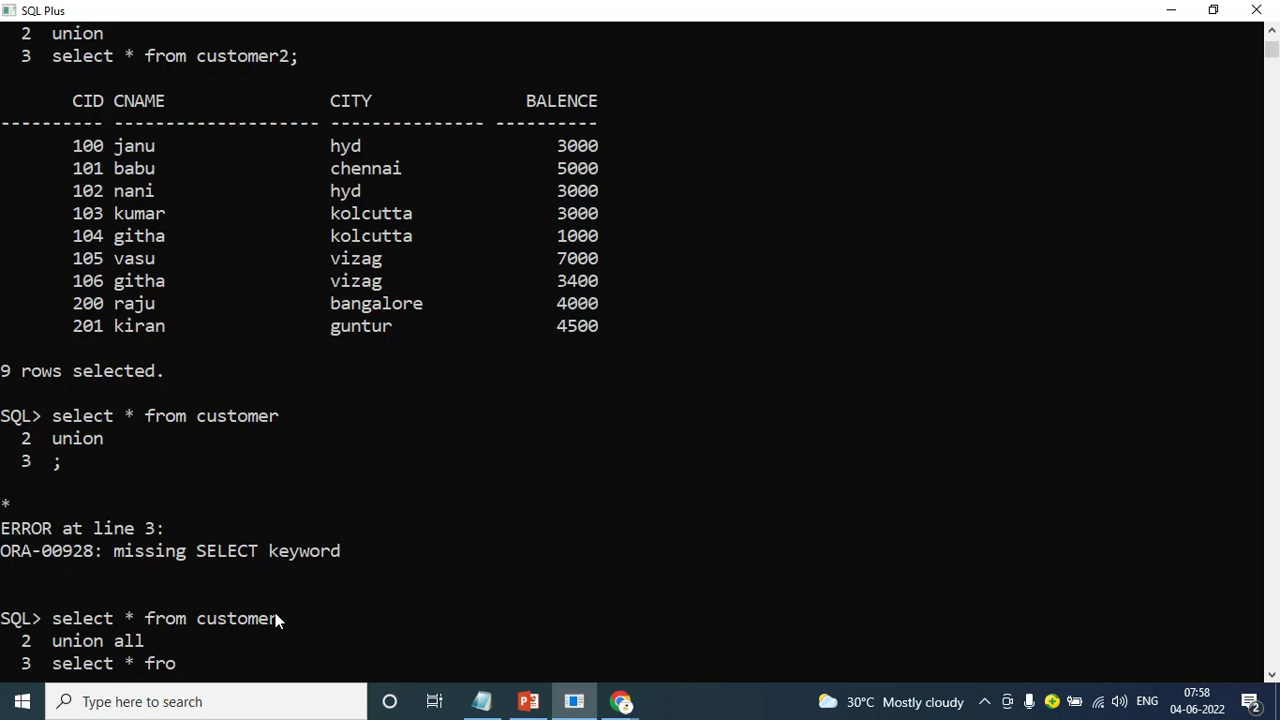 SQL Plus
2 union
3 select * from customer2;
CID CNAME CITY BALENCE
---------- -------------------- --------------- ----------
100 janu hyd 3000
101 babu chennai 5000
102 nani hyd 3000
103 kumar kolcutta 3000
104 githa kolcutta 1000
105 vasu vizag 7000
106 githa vizag 3400
200 raju bangalore 4000
201 kiran guntur 4500
9 rows selected.
SQL> select * from customer
2 union
3 ;
*
ERROR at line 3:
ORA-00928: missing SELECT keyword
SQL> select * from customer
2 union all
3 select * fro
Type here to search
30°C Mostly cloudy
ENG
07:58
04-06-2022
2